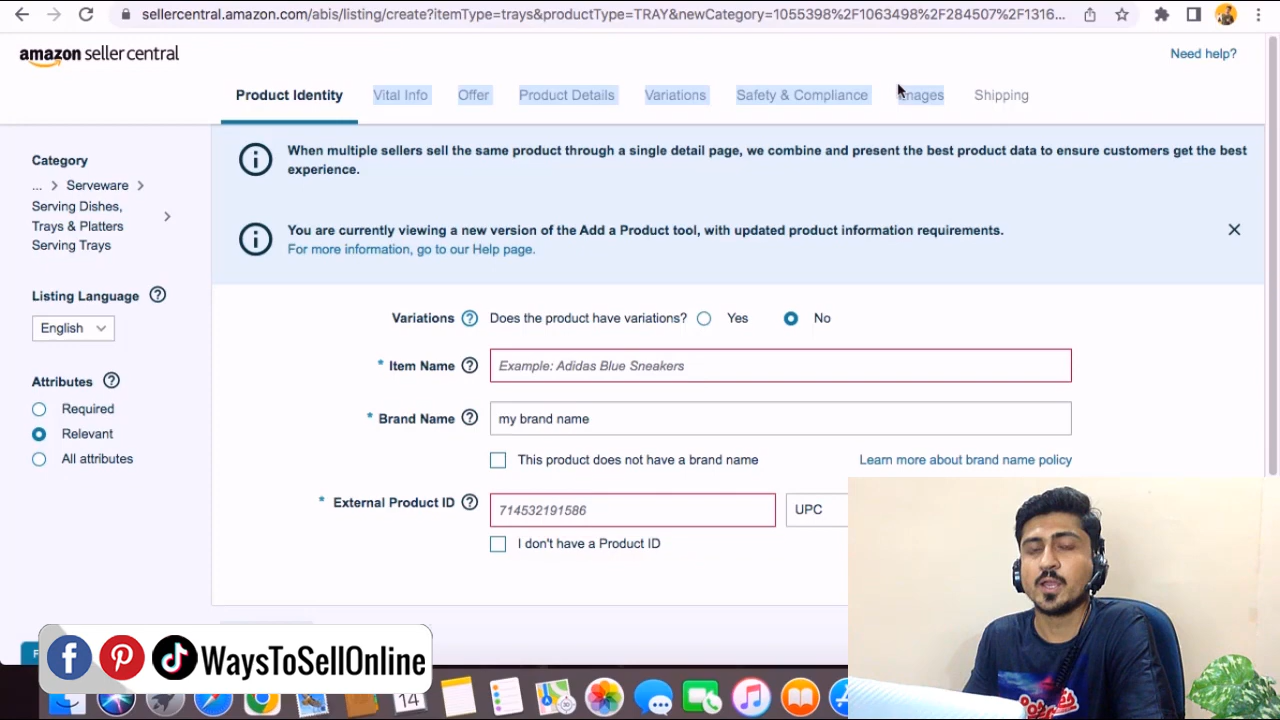 sellercentral.amazon.com/abis/listing/create?itemType=trays&productType=TRAY&newCategory=1055398%2F1063498%2F284507%2F1316...
amazon seller central
Need help?
Product Identity Vital Info Offer Product Details Variations Safety & Compliance Images Shipping
Category
... > Serveware >
Serving Dishes,
Trays & Platters >
Serving Trays
Listing Language ?
English
Attributes ?
Required
Relevant
All attributes
When multiple sellers sell the same product through a single detail page, we combine and present the best product data to ensure customers get the best
experience.
You are currently viewing a new version of the Add a Product tool, with updated product information requirements.
For more information, go to our Help page.
Variations ? Does the product have variations? Yes No
* Item Name ? Example: Adidas Blue Sneakers
* Brand Name ? my brand name
This product does not have a brand name Learn more about brand name policy
* External Product ID ? 714532191586 UPC
I don't have a Product ID
WaysToSellOnline
14